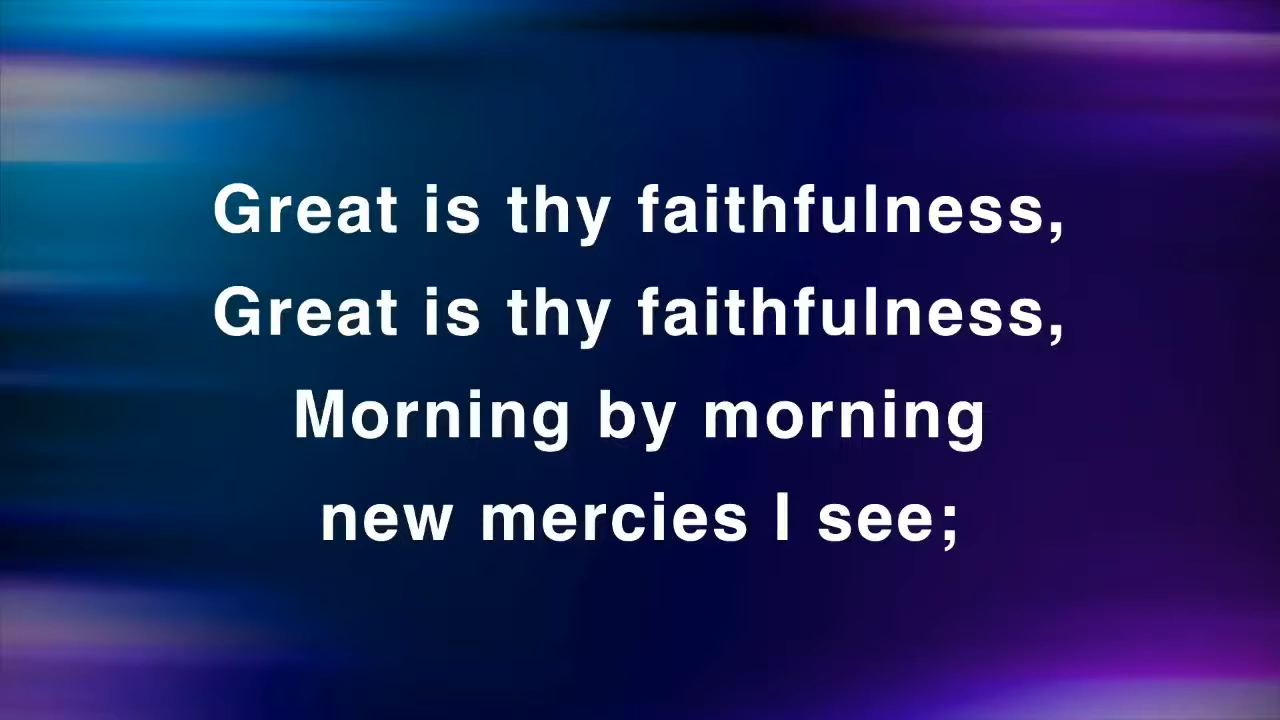 Great is thy faithfulness,
Great is thy faithfulness,
Morning by morning
new mercies I see;